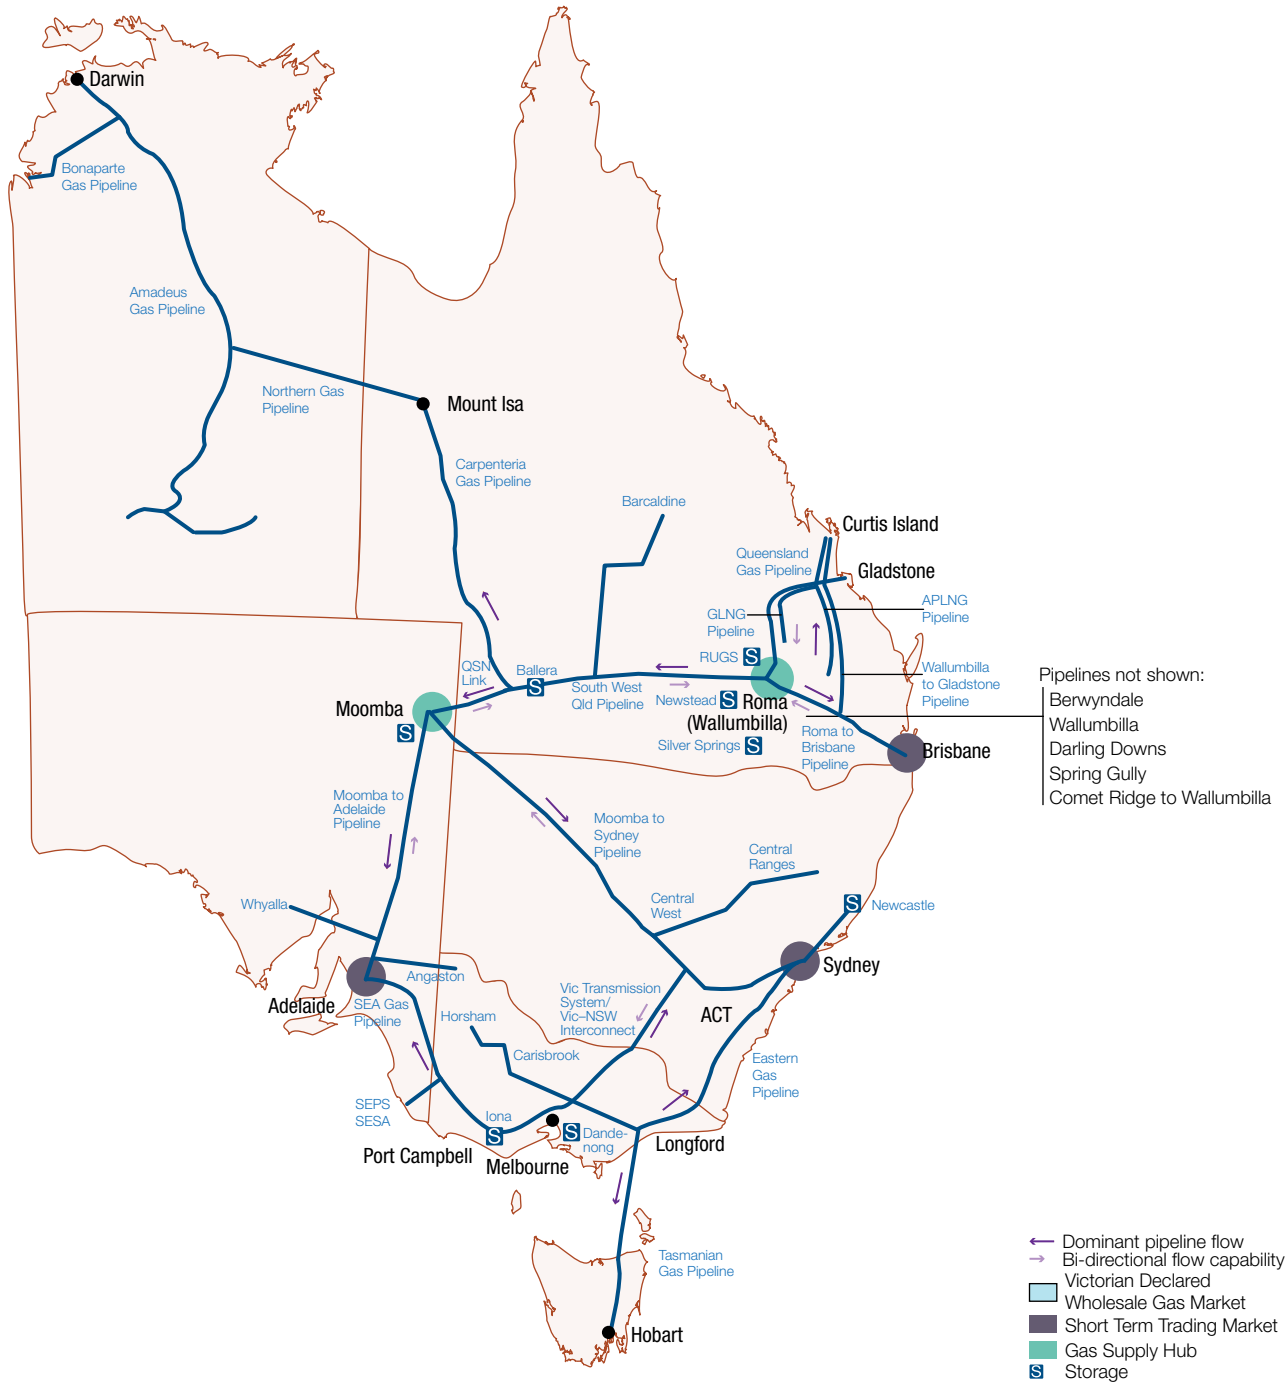 Darwin
Bonaparte
Gas Pipeline
Amadeus
Gas Pipeline
Northern Gas
Pipeline
Mount Isa
Carpenteria
Gas Pipeline
Barcaldine
Curtis Island
Queensland
Gas Pipeline
Gladstone
APLNG
Pipeline
GLNG
Pipeline
RUGS S
Wallumbilla
to Gladstone
Pipeline
QSN
Link
Ballera
S
South West
Qld Pipeline
Newstead S
Roma
(Wallumbilla)
Silver Springs S
Roma to
Brisbane
Pipeline
Brisbane
Pipelines not shown:
Berwyndale
Wallumbilla
Darling Downs
Spring Gully
Comet Ridge to Wallumbilla
Moomba
S
Moomba to
Adelaide
Pipeline
Moomba to
Sydney
Pipeline
Central
Ranges
Central
West
Whyalla
S Newcastle
Sydney
Angaston
Adelaide
SEA Gas
Pipeline
Horsham
Carisbrook
Vic Transmission
System/
Vic–NSW
Interconnect
ACT
Eastern
Gas
Pipeline
SEPS
SESA
Iona
S
Port Campbell
Melbourne
S Dande-
nong
Longford
Tasmanian
Gas Pipeline
Hobart
Dominant pipeline flow
Bi-directional flow capability
Victorian Declared
Wholesale Gas Market
Short Term Trading Market
Gas Supply Hub
S Storage